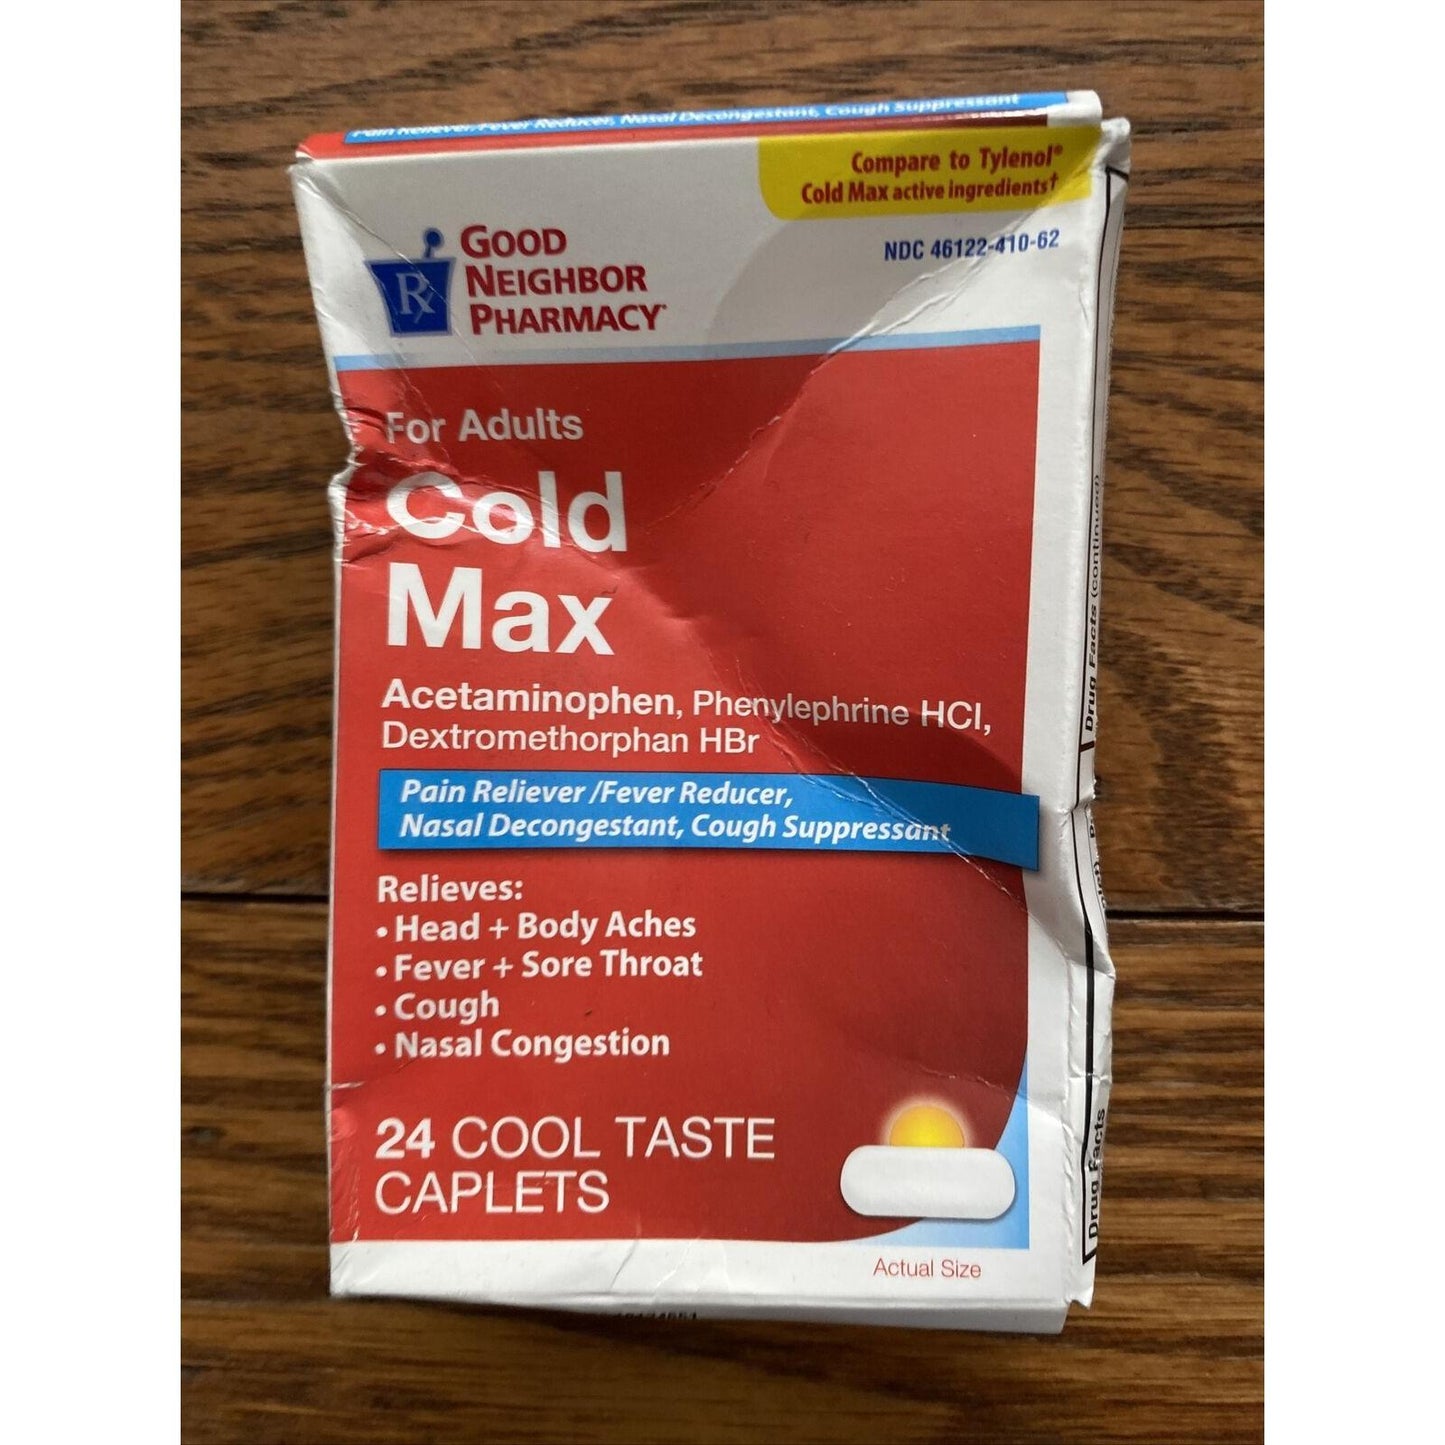 Pain Reliever/Fever Reducer, Nasal Decongestant, Cough Suppressant
Compare to Tylenol®
Cold Max active ingredients†
NDC 46122-410-62
Rx
GOOD
NEIGHBOR
PHARMACY®
For Adults
Cold
Max
Acetaminophen, Phenylephrine HCl,
Dextromethorphan HBr
Pain Reliever /Fever Reducer,
Nasal Decongestant, Cough Suppressant
Relieves:
• Head + Body Aches
• Fever + Sore Throat
• Cough
• Nasal Congestion
24 COOL TASTE
CAPLETS
Actual Size
Drug Facts (continued)
Drug Facts